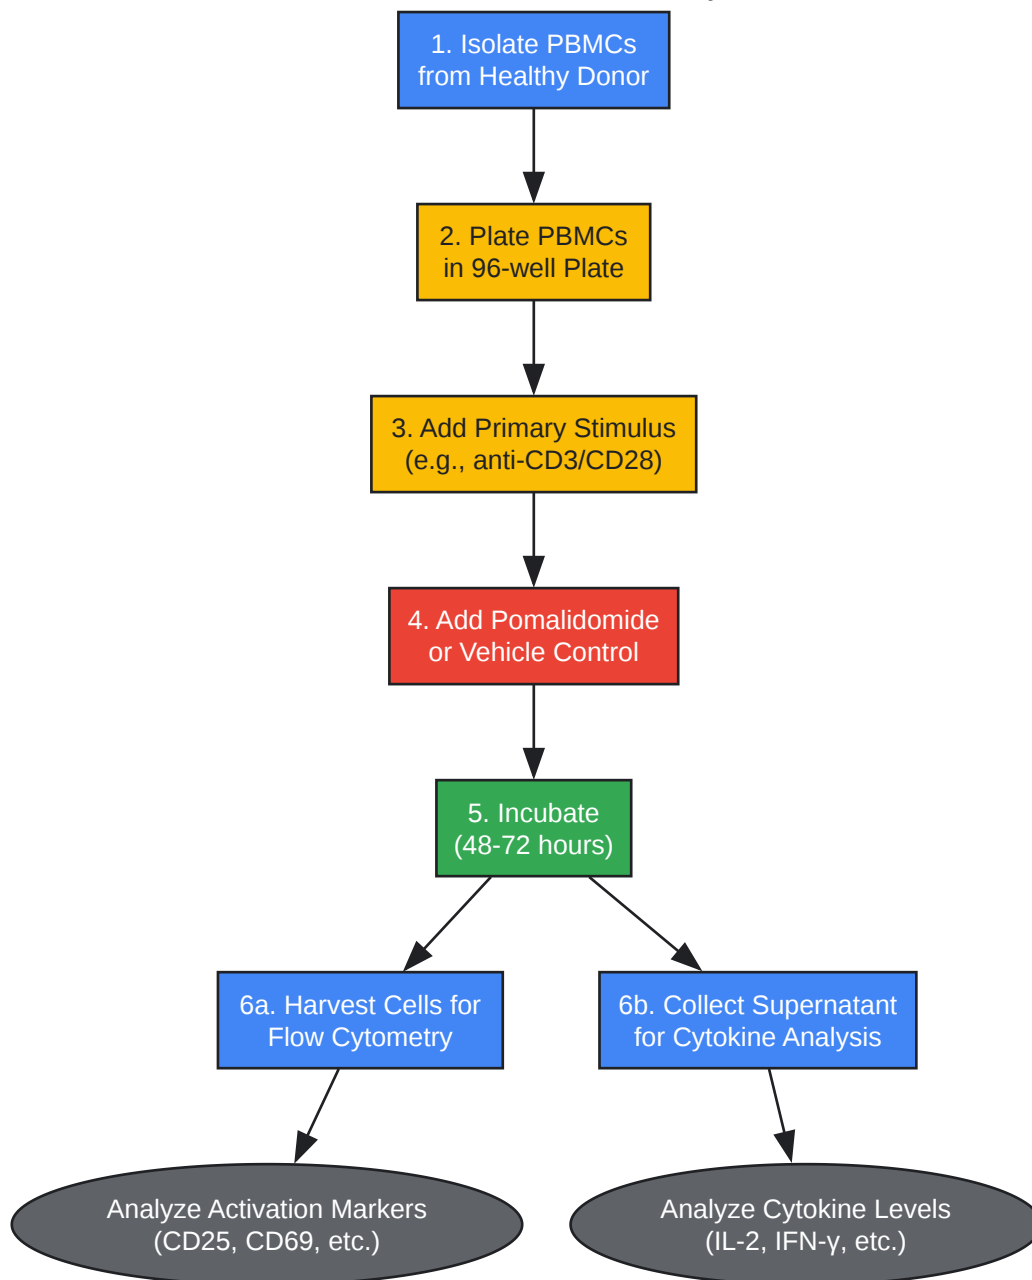 1. Isolate PBMCs
from Healthy Donor
2. Plate PBMCs
in 96-well Plate
3. Add Primary Stimulus
(e.g., anti-CD3/CD28)
4. Add Pomalidomide
or Vehicle Control
5. Incubate
(48-72 hours)
6a. Harvest Cells for
Flow Cytometry
6b. Collect Supernatant
for Cytokine Analysis
Analyze Activation Markers
(CD25, CD69, etc.)
Analyze Cytokine Levels
(IL-2, IFN-γ, etc.)